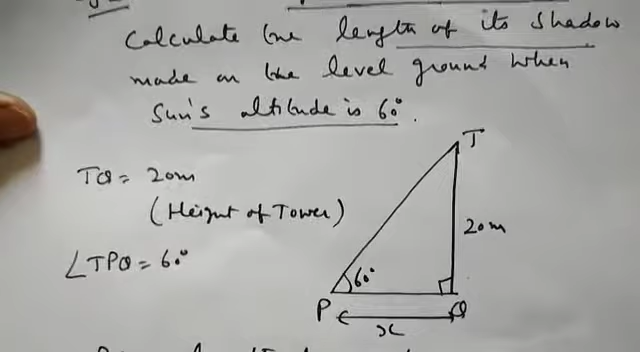 Calculate the length of its shadow
made on the level ground when
Sun's altitude is 60°.
TQ = 20m
(Height of Tower)
∠TPQ = 60°
T
20m
60°
P
Q
x